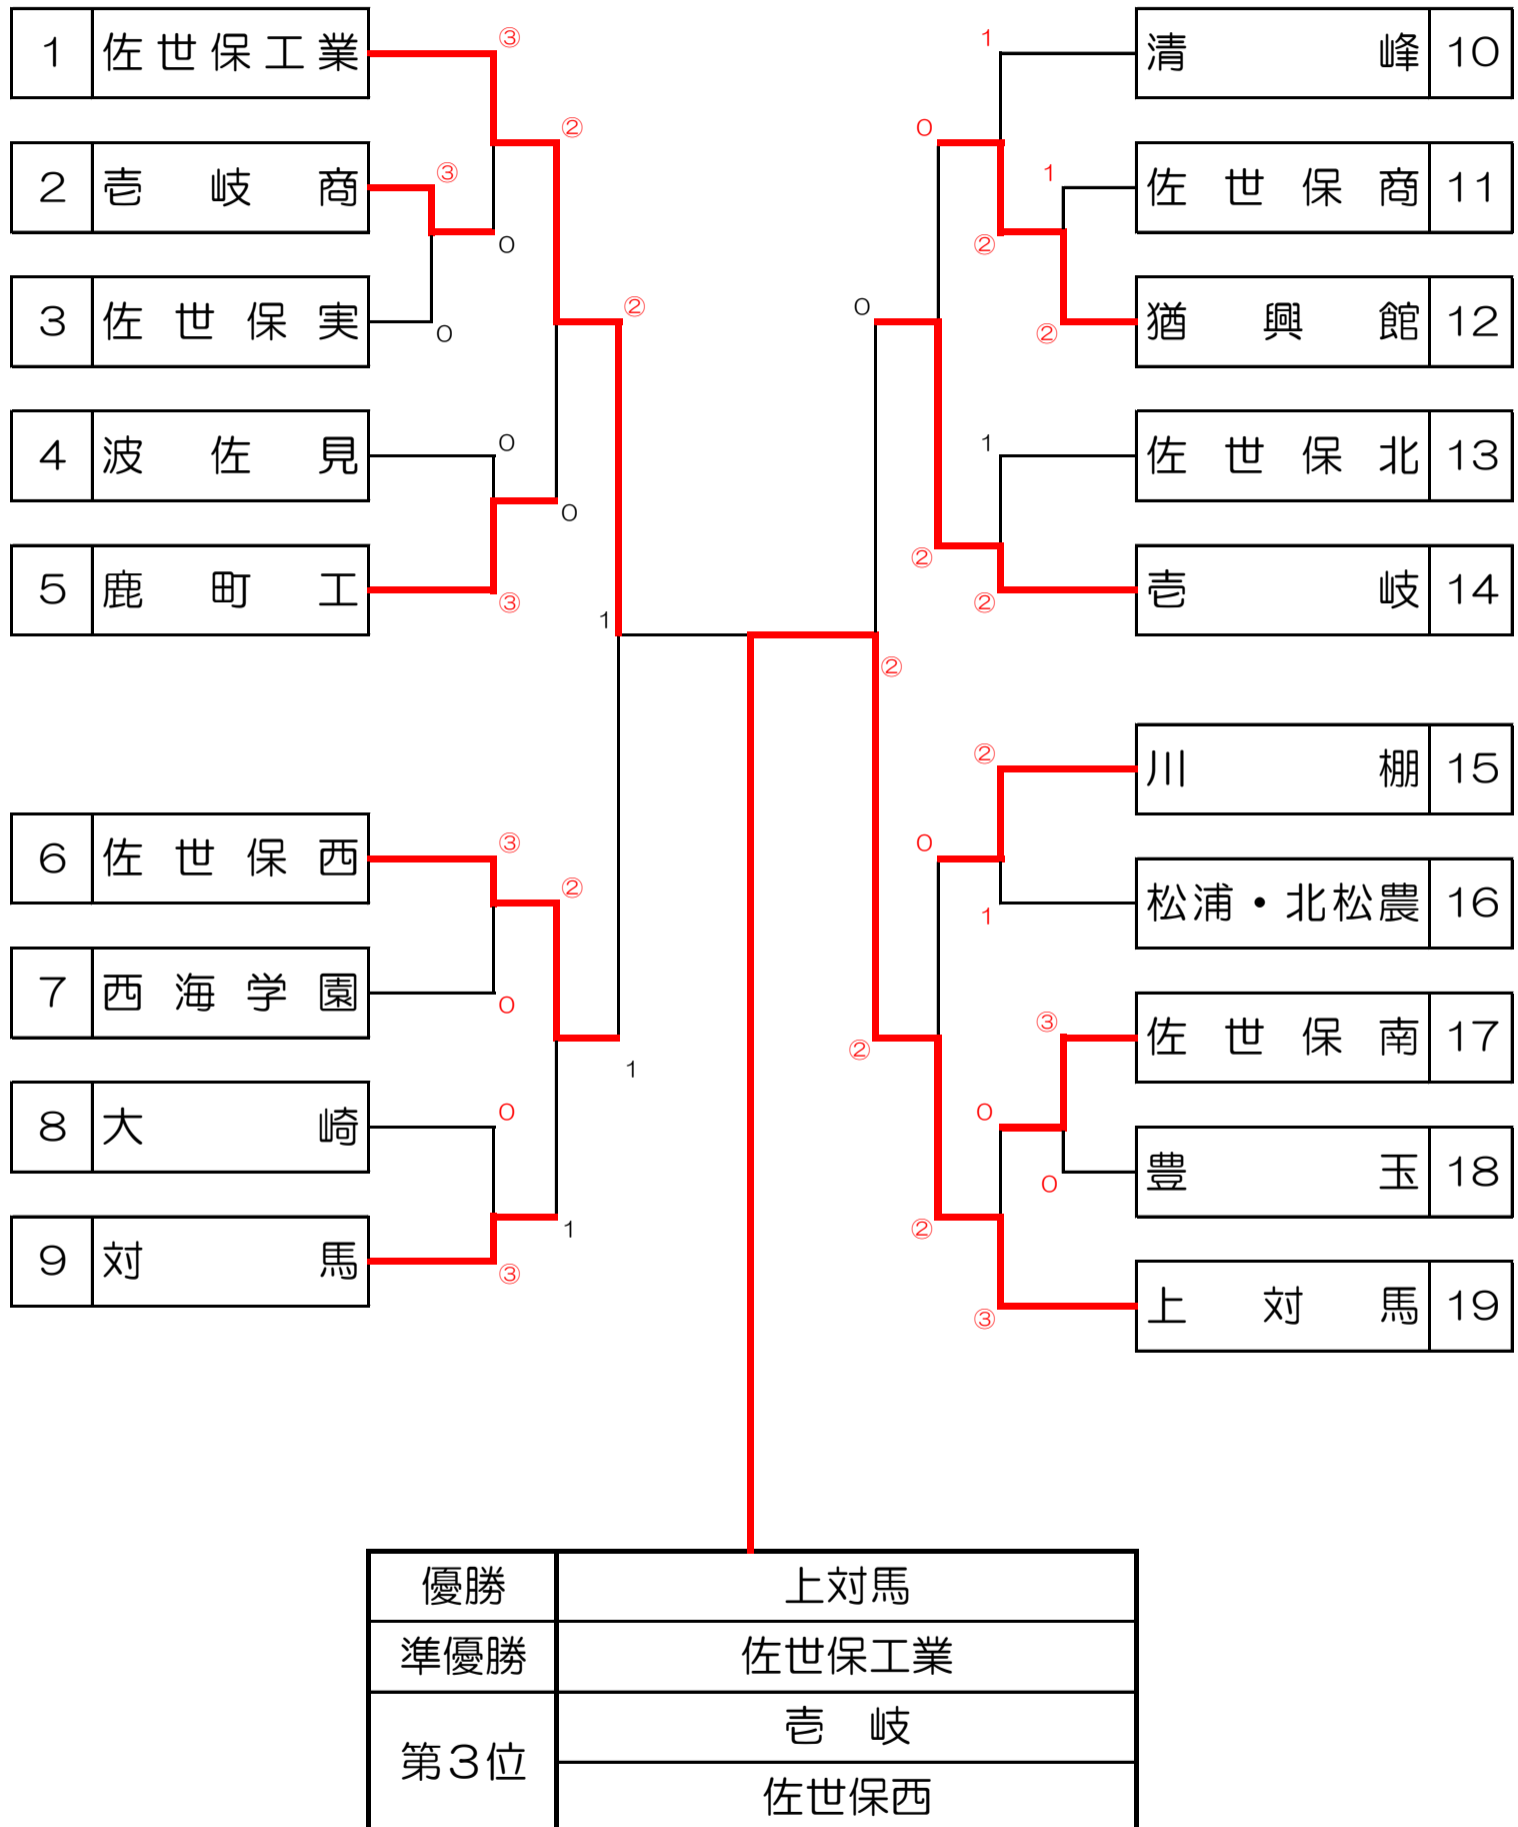 1 佐世保工業
2 壱岐商
3 佐世保実
4 波佐見
5 鹿町工
6 佐世保西
7 西海学園
8 大崎
9 対馬
③
②
③
0
0
②
0
0
③
1
③
②
0
0
1
1
③
清峰 10
佐世保商 11
猶興館 12
佐世保北 13
壱岐 14
川棚 15
松浦・北松農 16
佐世保南 17
豊玉 18
上対馬 19
1
0
1
②
②
0
1
②
②
②
②
0
1
③
②
0
0
②
③
優勝 上対馬
準優勝 佐世保工業
第3位 壱 岐
佐世保西